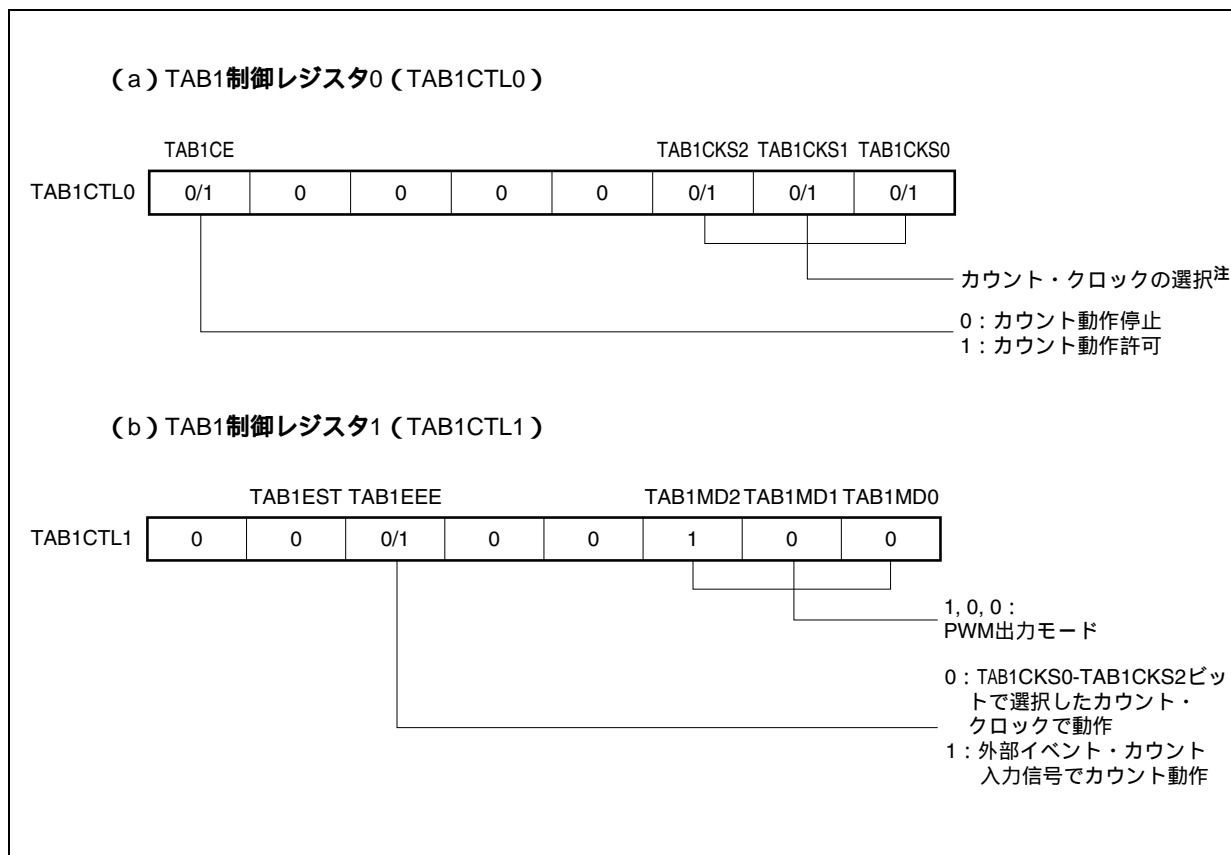 （a）TAB1制御レジスタ0（TAB1CTL0）
TAB1CE TAB1CKS2 TAB1CKS1 TAB1CKS0
TAB1CTL0 0/1 0 0 0 0 0/1 0/1 0/1
カウント・クロックの選択注
0：カウント動作停止
1：カウント動作許可
（b）TAB1制御レジスタ1（TAB1CTL1）
TAB1EST TAB1EEE TAB1MD2 TAB1MD1 TAB1MD0
TAB1CTL1 0 0 0/1 0 0 1 0 0
1, 0, 0：
PWM出力モード
0：TAB1CKS0-TAB1CKS2ビッ
トで選択したカウント・
クロックで動作
1：外部イベント・カウント
入力信号でカウント動作